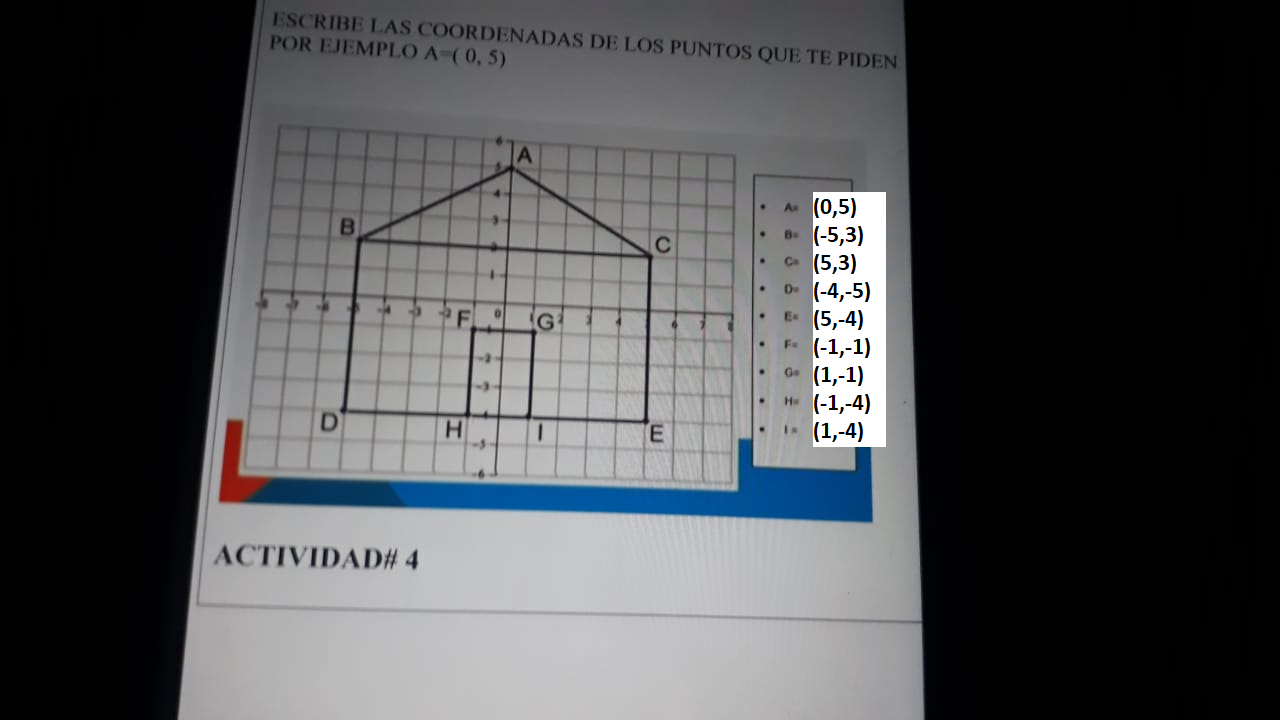 ESCRIBE LAS COORDENADAS DE LOS PUNTOS QUE TE PIDEN
POR EJEMPLO A=( 0, 5)
6
A
5
4
3
B
C
2
1
-8 -7 -6 -5 -4 -3 -2 0 1 2 3 4 6 7 8
F G
-1
-2
-3
-4
D H I E
-5
-6
• A= (0,5)
• B= (-5,3)
• C= (5,3)
• D= (-4,-5)
• E= (5,-4)
• F= (-1,-1)
• G= (1,-1)
• H= (-1,-4)
• I = (1,-4)
ACTIVIDAD# 4